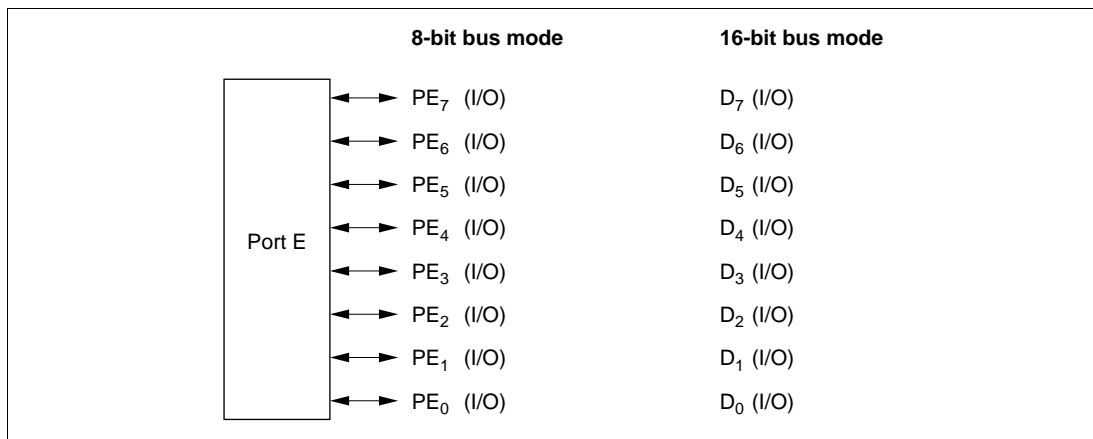 8-bit bus mode 16-bit bus mode
PE7 (I/O) D7 (I/O)
PE6 (I/O) D6 (I/O)
PE5 (I/O) D5 (I/O)
Port E PE4 (I/O) D4 (I/O)
PE3 (I/O) D3 (I/O)
PE2 (I/O) D2 (I/O)
PE1 (I/O) D1 (I/O)
PE0 (I/O) D0 (I/O)